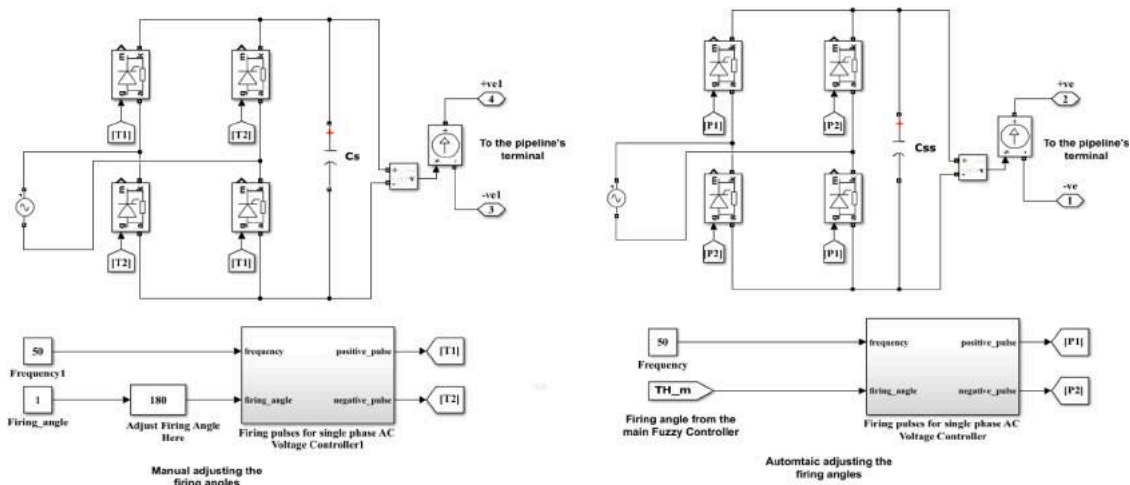 +ve1
4
[T1]
[T2]
Cs
To the pipeline's
terminal
-ve1
3
[T2]
[T1]
50
Frequency1
1
Firing_angle
180
Adjust Firing Angle
Here
frequency
positive_pulse
firing_angle
negative_pulse
Firing pulses for single phase AC
Voltage Controller1
[T1]
[T2]
Manual adjusting the
firing angles
+ve
2
[P1]
[P2]
Css
To the pipeline's
terminal
-ve
1
[P2]
[P1]
50
Frequency
TH_m
Firing angle from the
main Fuzzy Controller
frequency
positive_pulse
firing_angle
negative_pulse
Firing pulses for single phase AC
Voltage Controller
[P1]
[P2]
Automtaic adjusting the
firing angles